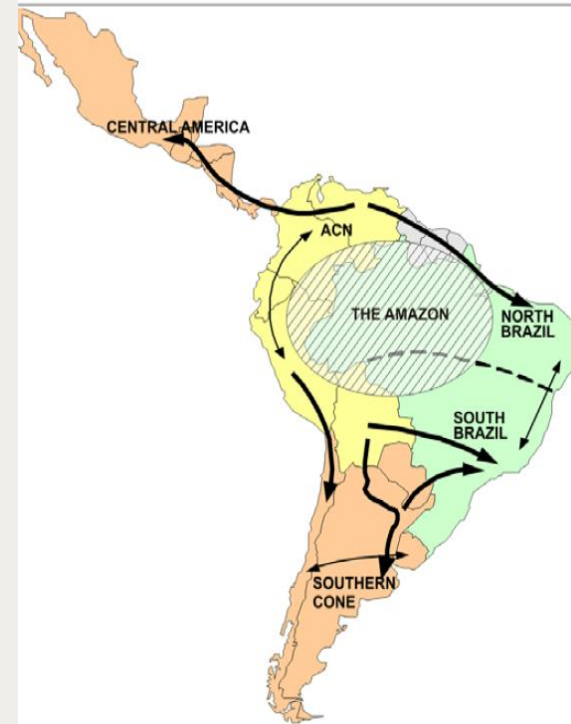 CENTRAL AMERICA
ACN
THE AMAZON
NORTH
BRAZIL
SOUTH
BRAZIL
SOUTHERN
CONE